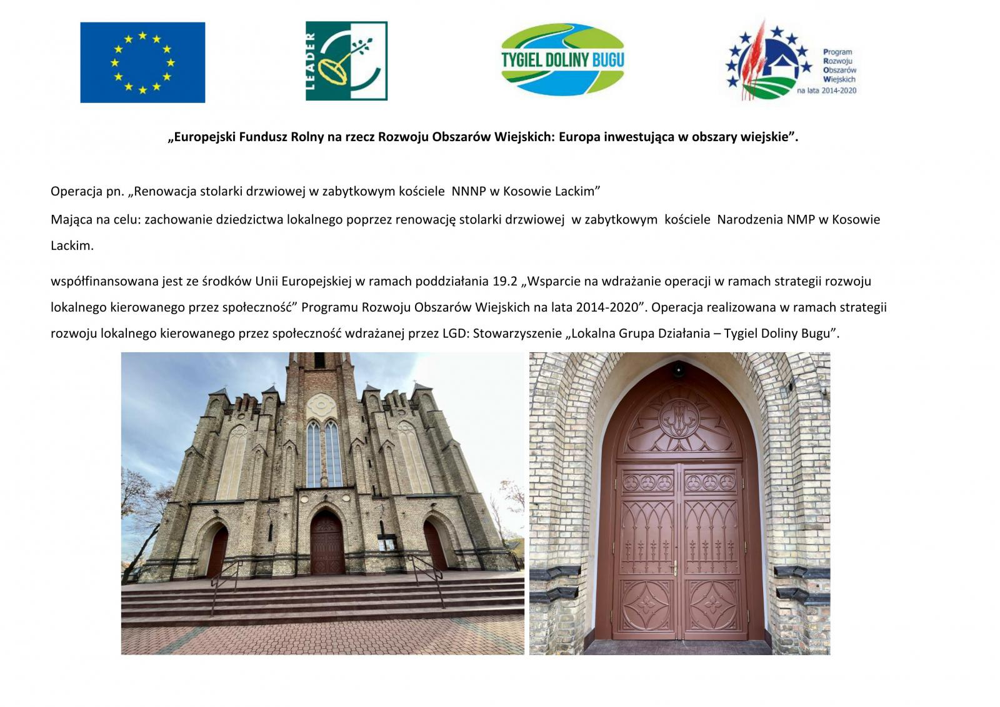 LEADER
TYGIEL DOLINY BUGU
Program
Rozwoju
Obszarów
Wiejskich
na lata 2014-2020
„Europejski Fundusz Rolny na rzecz Rozwoju Obszarów Wiejskich: Europa inwestująca w obszary wiejskie”.
Operacja pn. „Renowacja stolarki drzwiowej w zabytkowym kościele NNNP w Kosowie Lackim”
Mająca na celu: zachowanie dziedzictwa lokalnego poprzez renowację stolarki drzwiowej w zabytkowym kościele Narodzenia NMP w Kosowie
Lackim.
współfinansowana jest ze środków Unii Europejskiej w ramach poddziałania 19.2 „Wsparcie na wdrażanie operacji w ramach strategii rozwoju
lokalnego kierowanego przez społeczność” Programu Rozwoju Obszarów Wiejskich na lata 2014-2020”. Operacja realizowana w ramach strategii
rozwoju lokalnego kierowanego przez społeczność wdrażanej przez LGD: Stowarzyszenie „Lokalna Grupa Działania – Tygiel Doliny Bugu”.